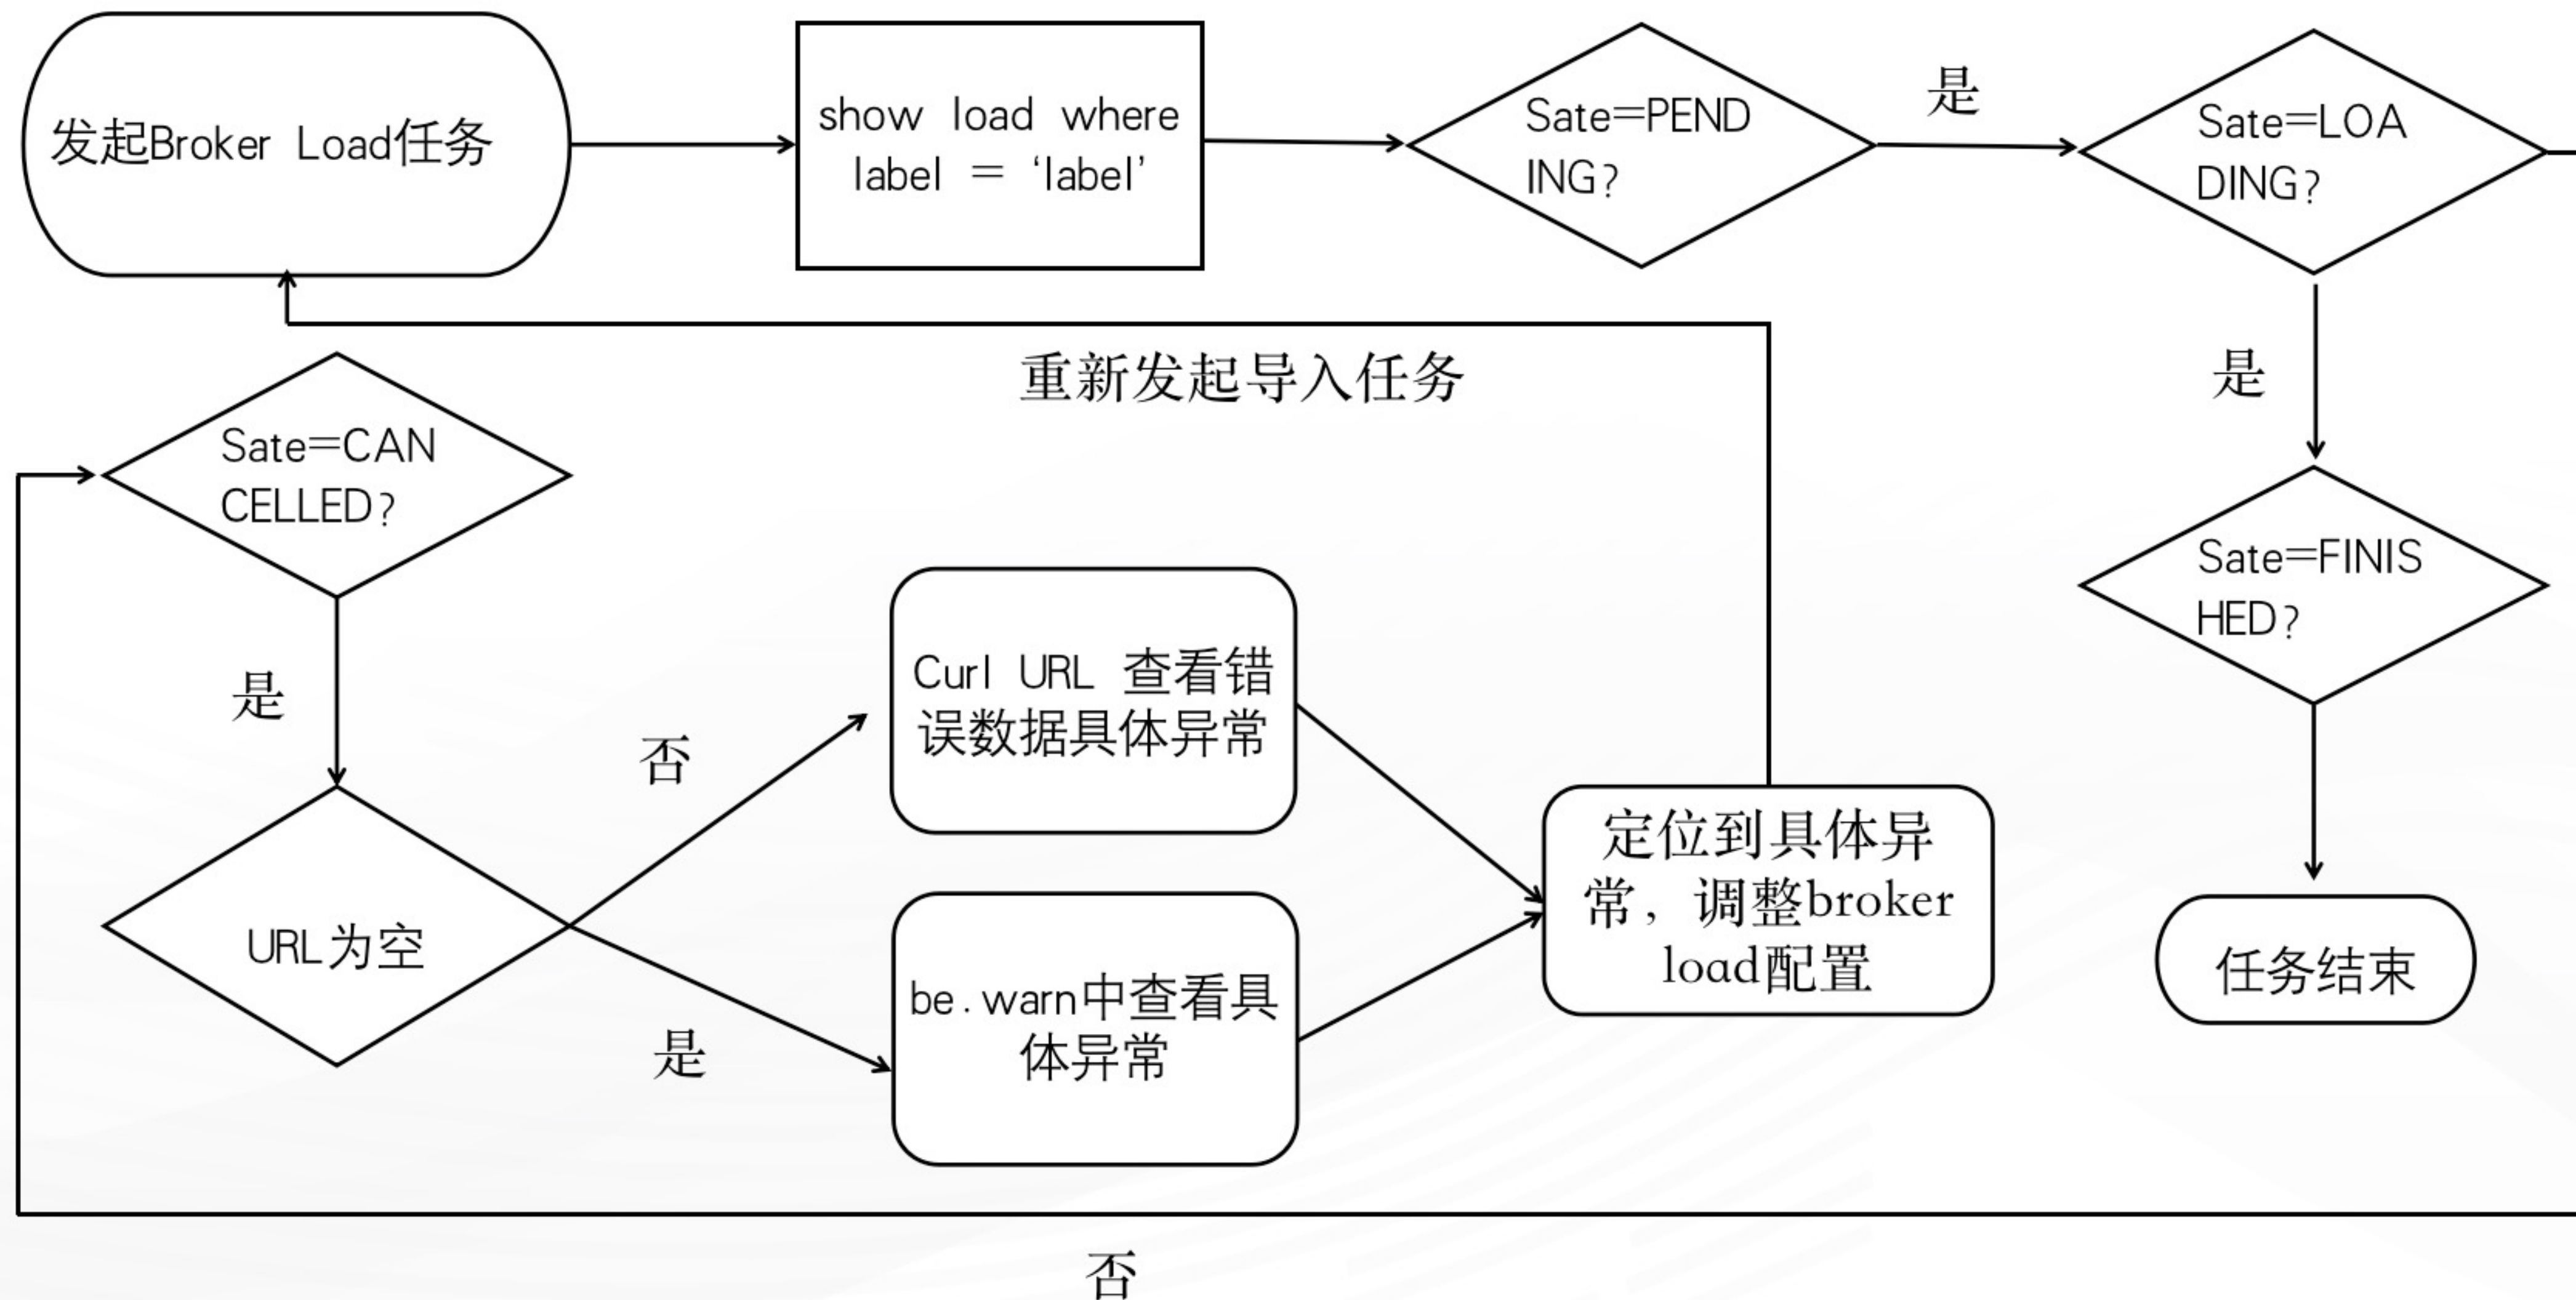 发起Broker Load任务
show load where
label = ‘label’
Sate=PEND
ING?
是
Sate=LOA
DING?
重新发起导入任务
是
Sate=CAN
CELLED?
Sate=FINIS
HED?
是
否
Curl URL 查看错
误数据具体异常
定位到具体异
常，调整broker
load配置
URL为空
be.warn中查看具
体异常
是
任务结束
否